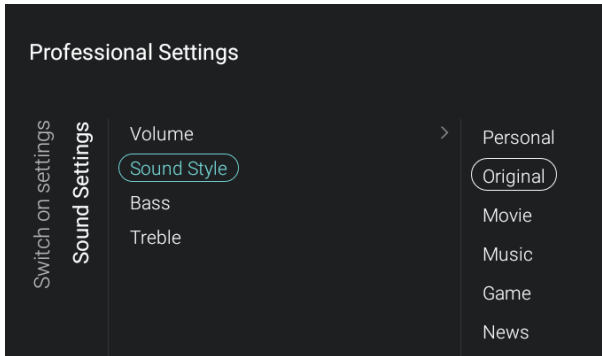 Professional Settings
Switch on settings
Sound Settings
Volume
Sound Style
Bass
Treble
Personal
Original
Movie
Music
Game
News